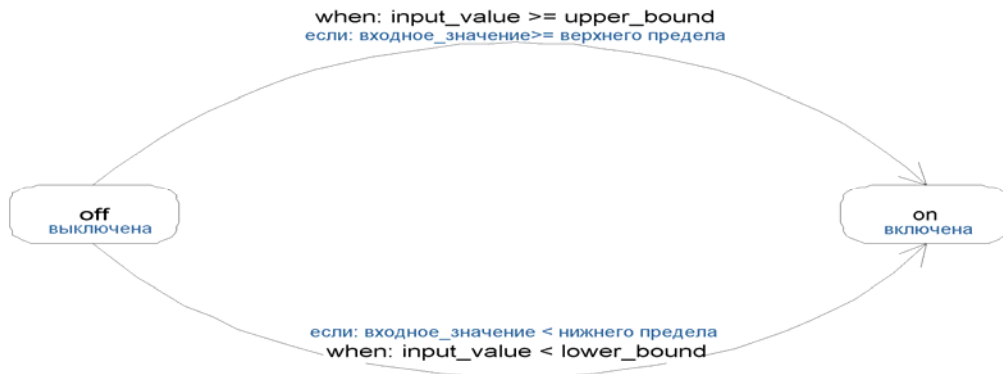 when: input_value >= upper_bound
если: входное_значение>= верхнего предела
off
выключена
on
включена
если: входное_значение < нижнего предела
when: input_value < lower_bound